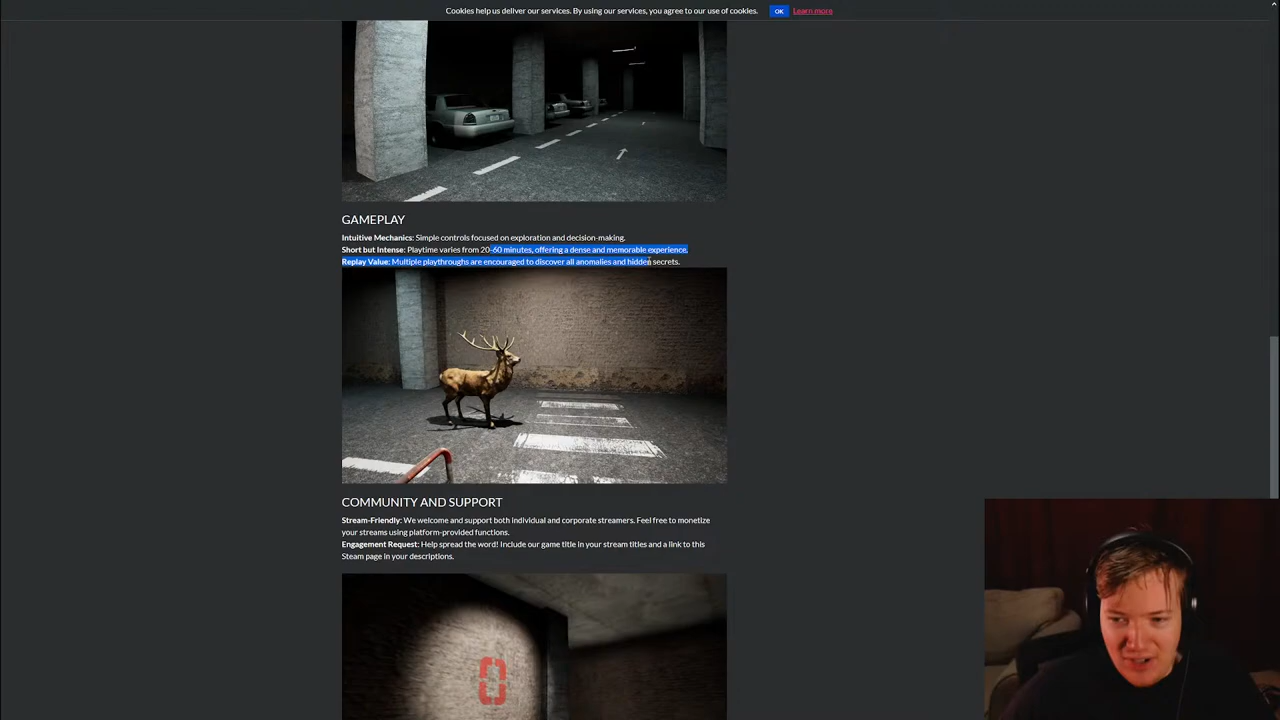 Cookies help us deliver our services. By using our services, you agree to our use of cookies. OK Learn more
GAMEPLAY
Intuitive Mechanics: Simple controls focused on exploration and decision-making.
Short but Intense: Playtime varies from 20-60 minutes, offering a dense and memorable experience.
Replay Value: Multiple playthroughs are encouraged to discover all anomalies and hidden secrets.
COMMUNITY AND SUPPORT
Stream-Friendly: We welcome and support both individual and corporate streamers. Feel free to monetize
your streams using platform-provided functions.
Engagement Request: Help spread the word! Include our game title in your stream titles and a link to this
Steam page in your descriptions.
0